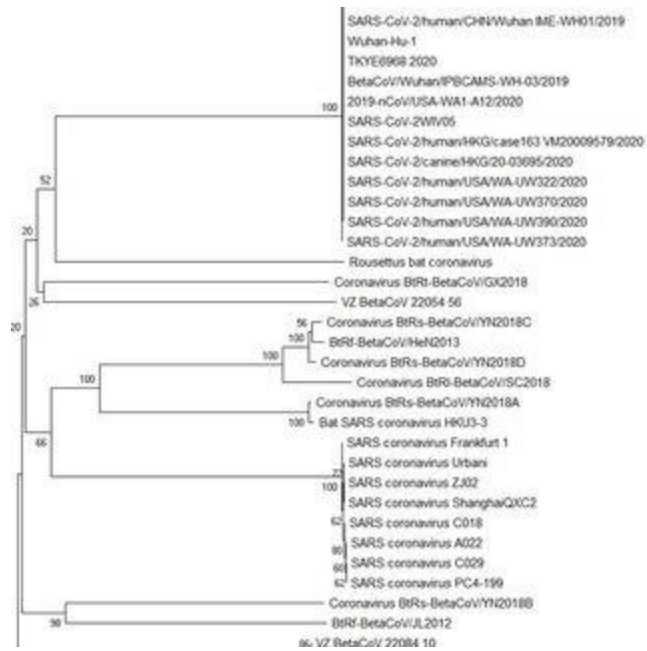 SARS-CoV-2/human/CHN/Wuhan IME-WH01/2019
Wuhan-Hu-1
TKYE6968 2020
BetaCoV/Wuhan/IPBCAMS-WH-03/2019
100
2019-nCoV/USA-WA1-A12/2020
SARS-CoV-2WIV05
SARS-CoV-2/human/HKG/case163 VM20009579/2020
SARS-CoV-2/canine/HKG/20-03695/2020
52
SARS-CoV-2/human/USA/WA-UW322/2020
SARS-CoV-2/human/USA/WA-UW370/2020
SARS-CoV-2/human/USA/WA-UW390/2020
20
SARS-CoV-2/human/USA/WA-UW373/2020
Rousettus bat coronavirus
Coronavirus BtRt-BetaCoV/GX2018
26
VZ BetaCoV 22054 56
20
56
Coronavirus BtRs-BetaCoV/YN2018C
100
BtRf-BetaCoV/HeN2013
100
Coronavirus BtRs-BetaCoV/YN2018D
100
Coronavirus BtRl-BetaCoV/SC2018
Coronavirus BtRs-BetaCoV/YN2018A
100
Bat SARS coronavirus HKU3-3
66
SARS coronavirus Frankfurt 1
SARS coronavirus Urbani
100
SARS coronavirus ZJ02
SARS coronavirus ShanghaiQXC2
62
SARS coronavirus C018
SARS coronavirus A022
60
SARS coronavirus C029
62
SARS coronavirus PC4-199
Coronavirus BtRs-BetaCoV/YN2018B
98
BtRf-BetaCoV/JL2012
VZ BetaCoV 22084 10